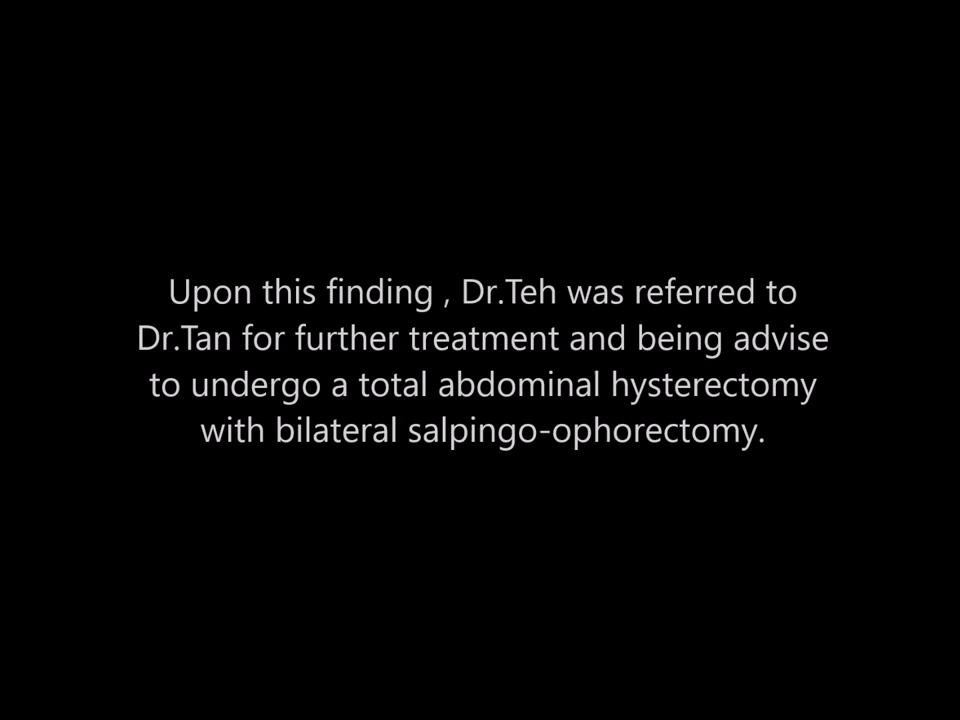 Upon this finding , Dr.Teh was referred to
Dr.Tan for further treatment and being advise
to undergo a total abdominal hysterectomy
with bilateral salpingo-ophorectomy.